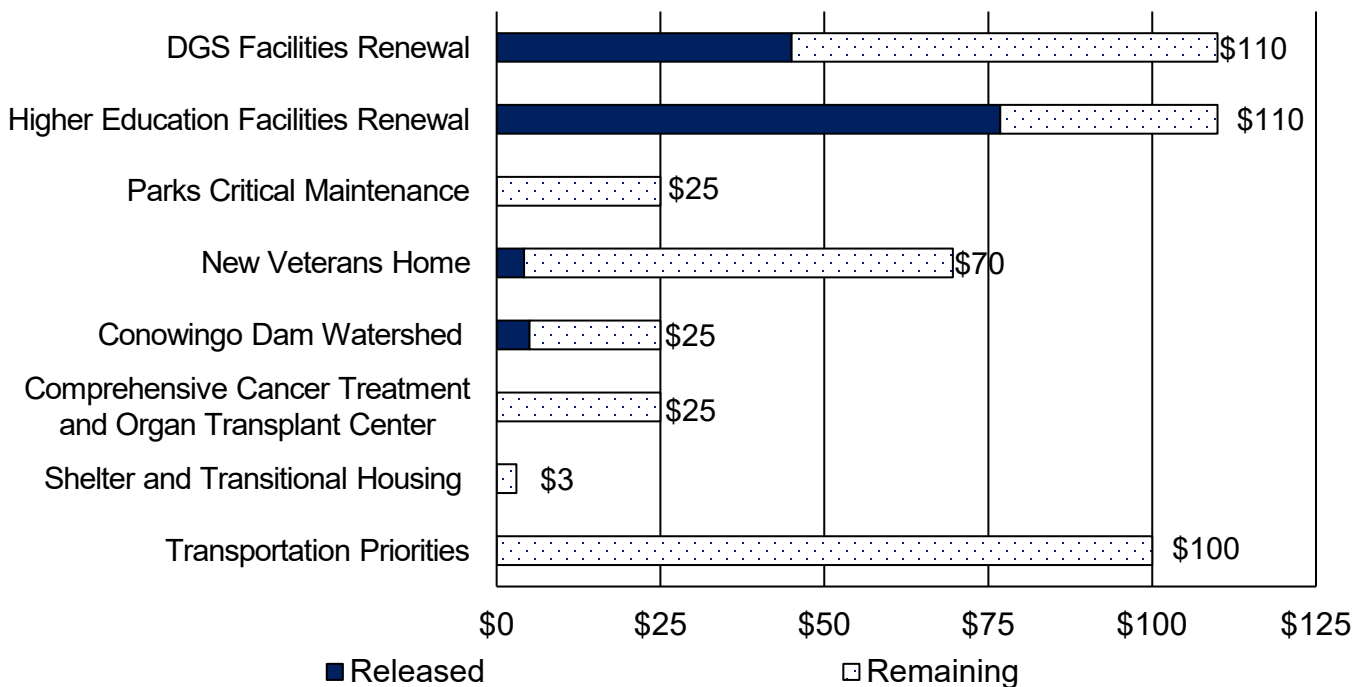 DGS Facilities Renewal
$110
Higher Education Facilities Renewal
$110
Parks Critical Maintenance
$25
New Veterans Home
$70
Conowingo Dam Watershed
$25
Comprehensive Cancer Treatment
and Organ Transplant Center
$25
Shelter and Transitional Housing
$3
Transportation Priorities
$100
$0 $25 $50 $75 $100 $125
Released Remaining